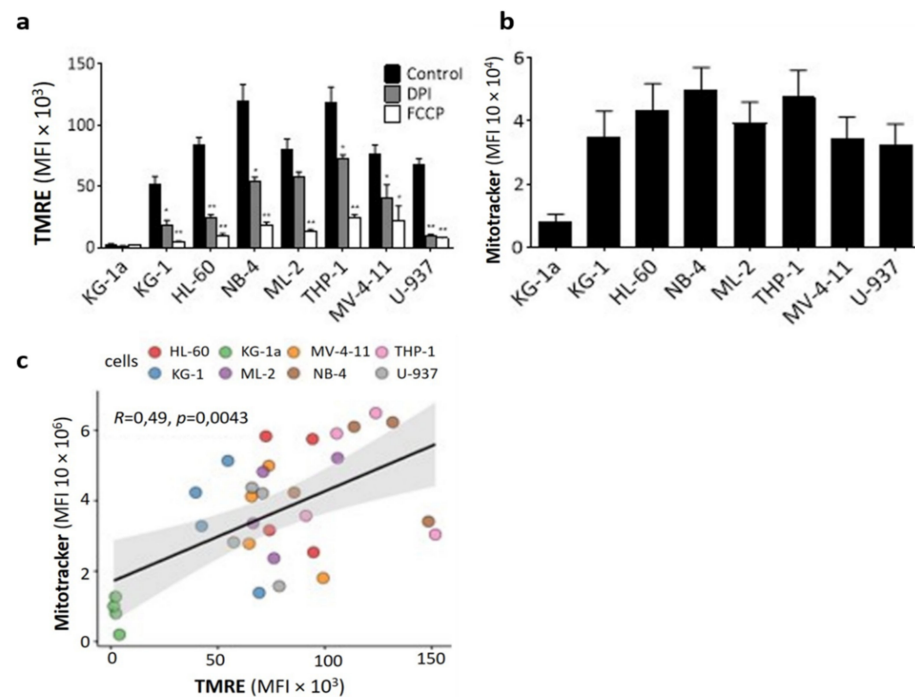 a
TMRE (MFI × 10³)
150
100
50
0
Control
DPI
FCCP
* ** ** ** * ** ** * ** * * ** **
KG-1a KG-1 HL-60 NB-4 ML-2 THP-1 MV-4-11 U-937
b
Mitotracker (MFI 10 × 10⁴)
6
4
2
0
KG-1a KG-1 HL-60 NB-4 ML-2 THP-1 MV-4-11 U-937
c
cells HL-60 KG-1a MV-4-11 THP-1
KG-1 ML-2 NB-4 U-937
R=0,49, p=0,0043
Mitotracker (MFI 10 × 10⁶)
6
4
2
0
0 50 100 150
TMRE (MFI × 10³)